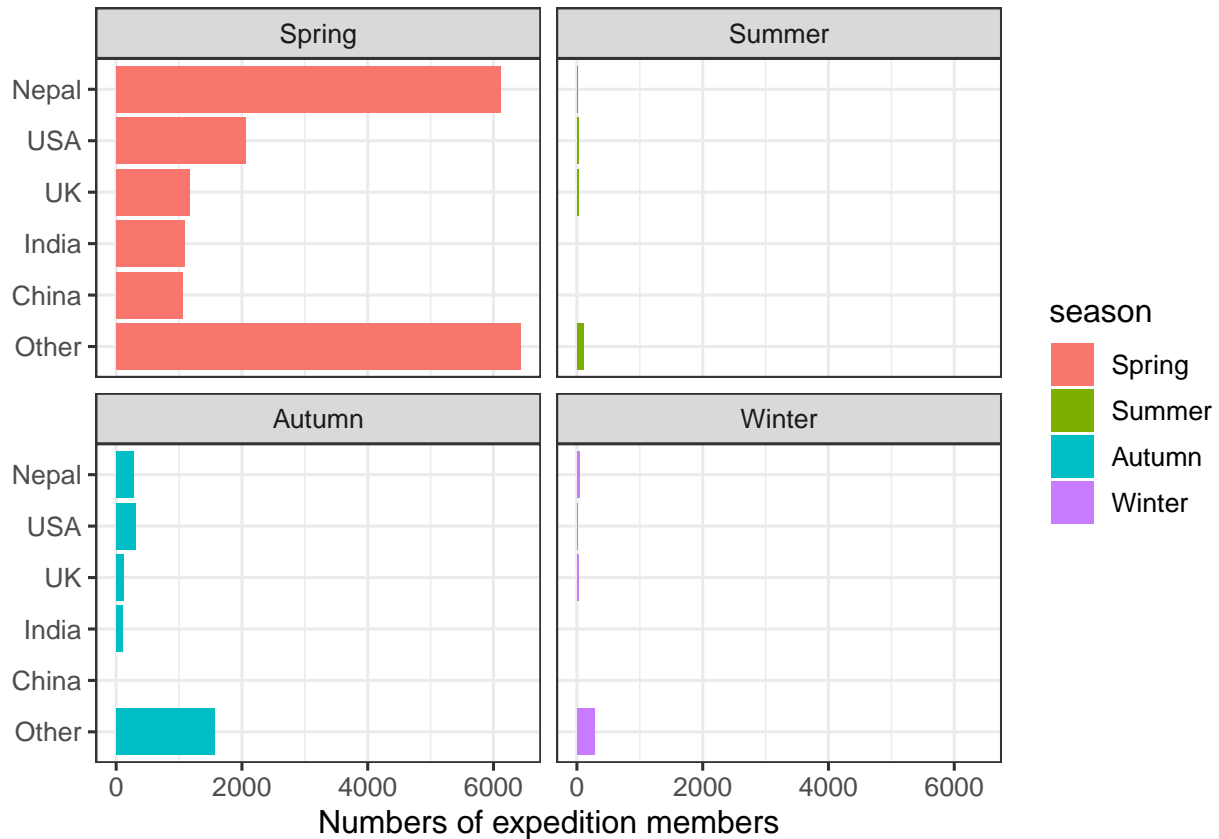 Spring
Summer
Nepal
USA
UK
India
China
Other
Autumn
Winter
Nepal
USA
UK
India
China
Other
0 2000 4000 6000
0 2000 4000 6000
Numbers of expedition members
season
Spring
Summer
Autumn
Winter